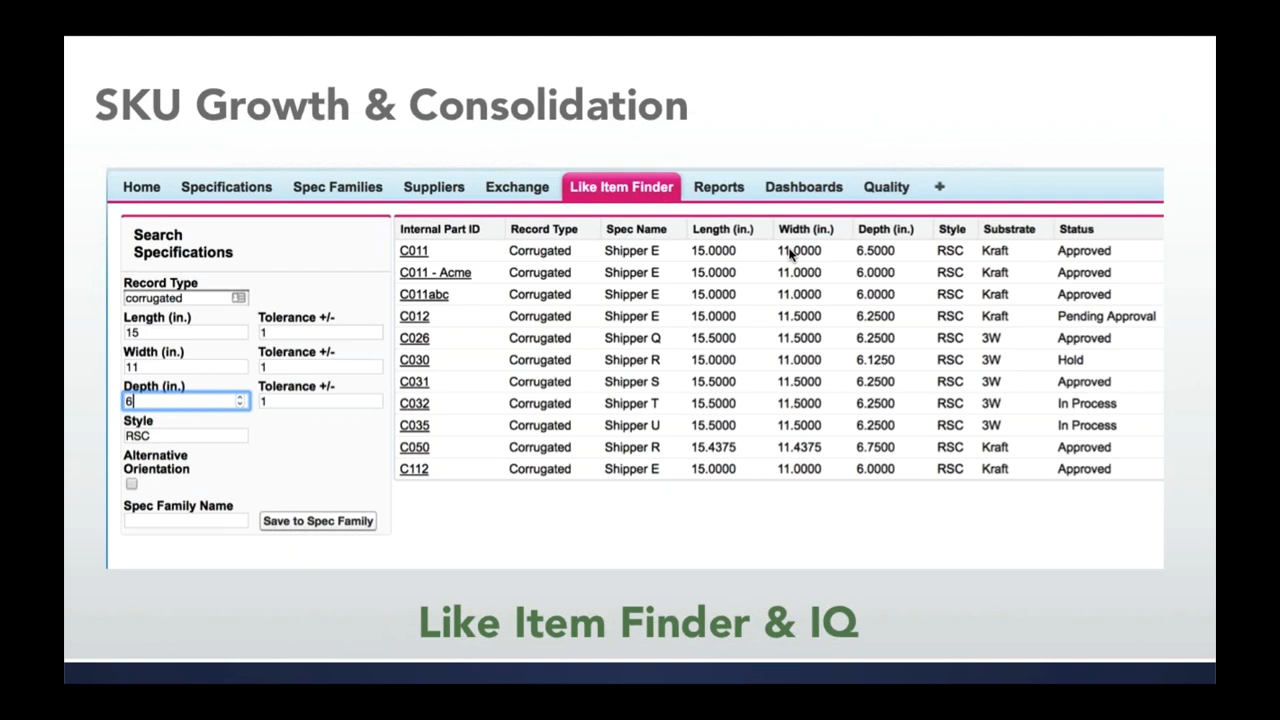 SKU Growth & Consolidation
Home Specifications Spec Families Suppliers Exchange Like Item Finder Reports Dashboards Quality +
Search
Specifications
Record Type
corrugated
Length (in.) Tolerance +/-
15 1
Width (in.) Tolerance +/-
11 1
Depth (in.) Tolerance +/-
6 1
Style
RSC
Alternative
Orientation
Spec Family Name
Save to Spec Family
Internal Part ID Record Type Spec Name Length (in.) Width (in.) Depth (in.) Style Substrate Status
C011 Corrugated Shipper E 15.0000 11.0000 6.5000 RSC Kraft Approved
C011 - Acme Corrugated Shipper E 15.0000 11.0000 6.0000 RSC Kraft Approved
C011abc Corrugated Shipper E 15.0000 11.0000 6.0000 RSC Kraft Approved
C012 Corrugated Shipper E 15.0000 11.5000 6.2500 RSC Kraft Pending Approval
C026 Corrugated Shipper Q 15.5000 11.5000 6.2500 RSC 3W Approved
C030 Corrugated Shipper R 15.0000 11.0000 6.1250 RSC 3W Hold
C031 Corrugated Shipper S 15.5000 11.5000 6.2500 RSC 3W Approved
C032 Corrugated Shipper T 15.5000 11.5000 6.2500 RSC 3W In Process
C035 Corrugated Shipper U 15.5000 11.5000 6.2500 RSC 3W In Process
C050 Corrugated Shipper R 15.4375 11.4375 6.7500 RSC Kraft Approved
C112 Corrugated Shipper E 15.0000 11.0000 6.0000 RSC Kraft Approved
Like Item Finder & IQ